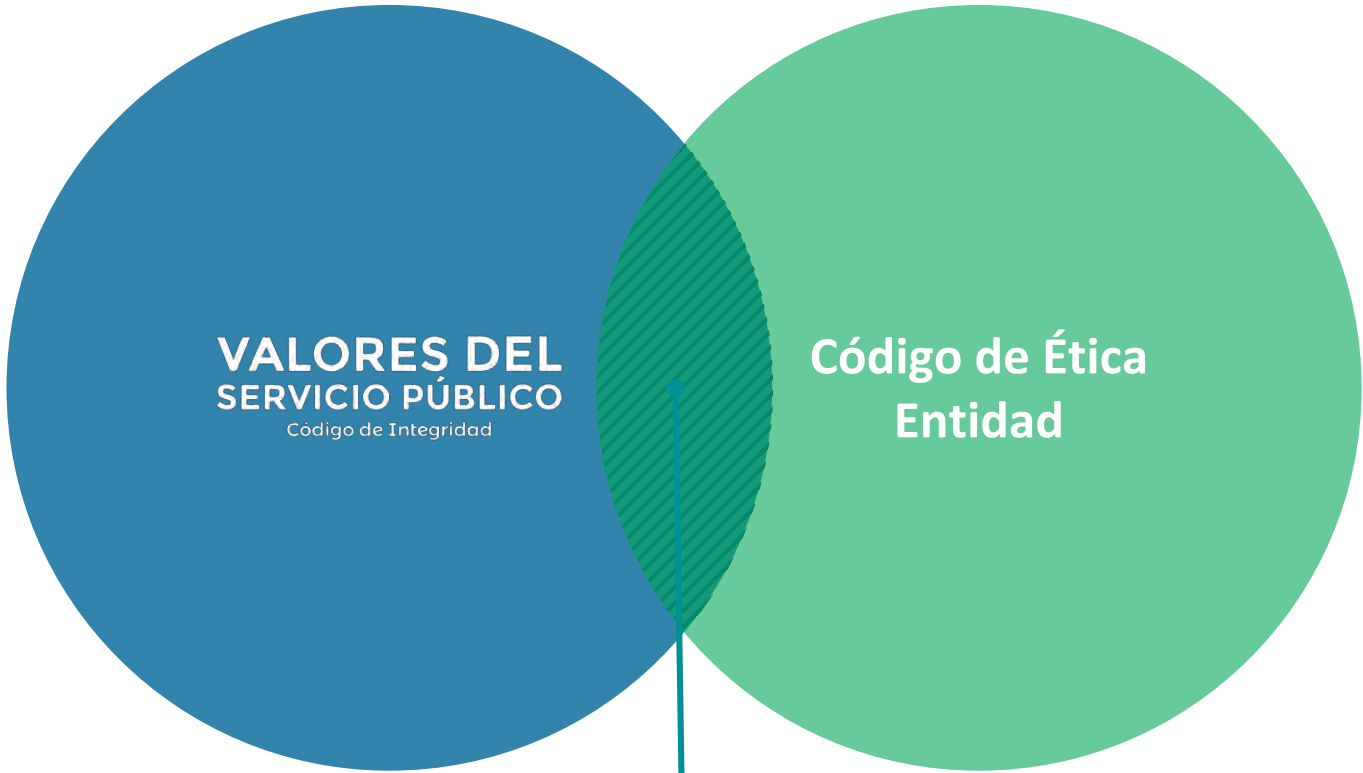 VALORES DEL
SERVICIO PÚBLICO
Código de Integridad
Código de Ética
Entidad